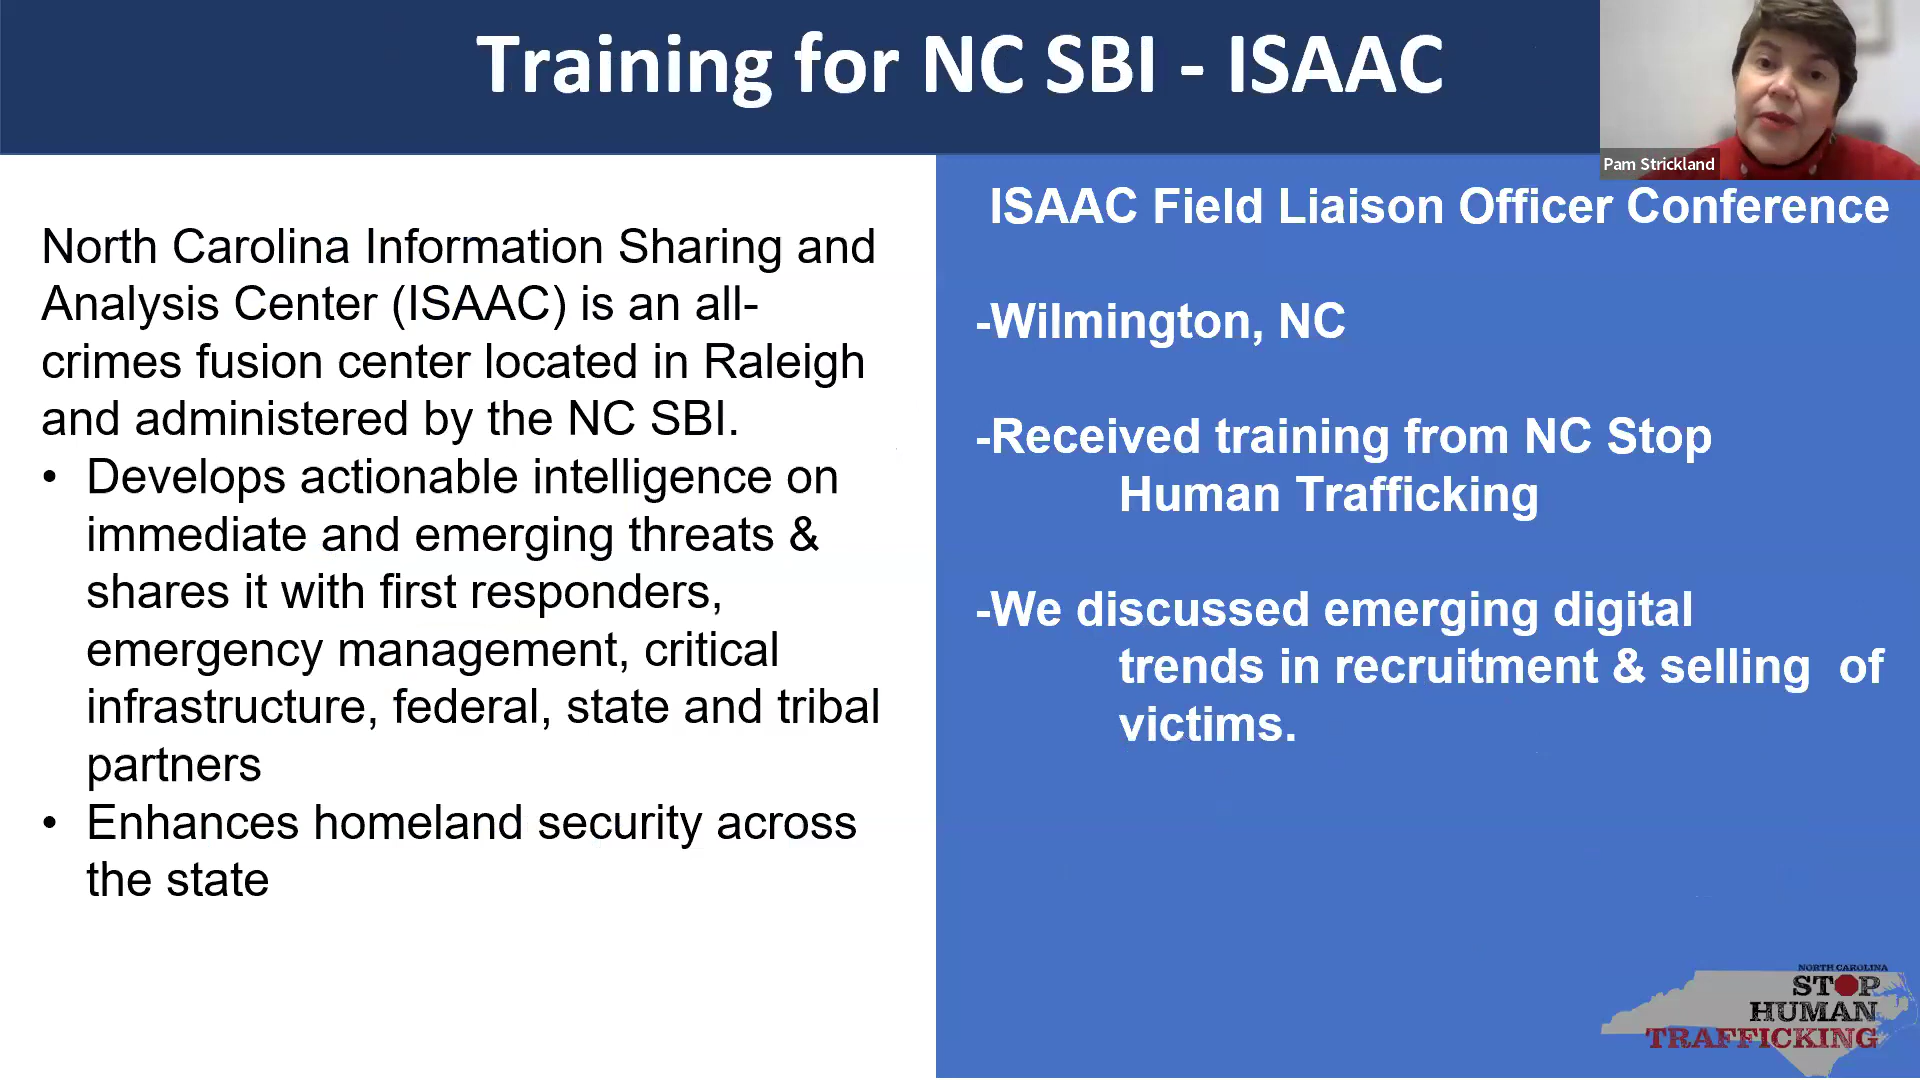 Training for NC SBI - ISAAC
Pam Strickland
North Carolina Information Sharing and
Analysis Center (ISAAC) is an all-
crimes fusion center located in Raleigh
and administered by the NC SBI.
• Develops actionable intelligence on
immediate and emerging threats &
shares it with first responders,
emergency management, critical
infrastructure, federal, state and tribal
partners
• Enhances homeland security across
the state
ISAAC Field Liaison Officer Conference
-Wilmington, NC
-Received training from NC Stop
Human Trafficking
-We discussed emerging digital
trends in recruitment & selling of
victims.
NORTH CAROLINA
STOP
HUMAN
TRAFFICKING